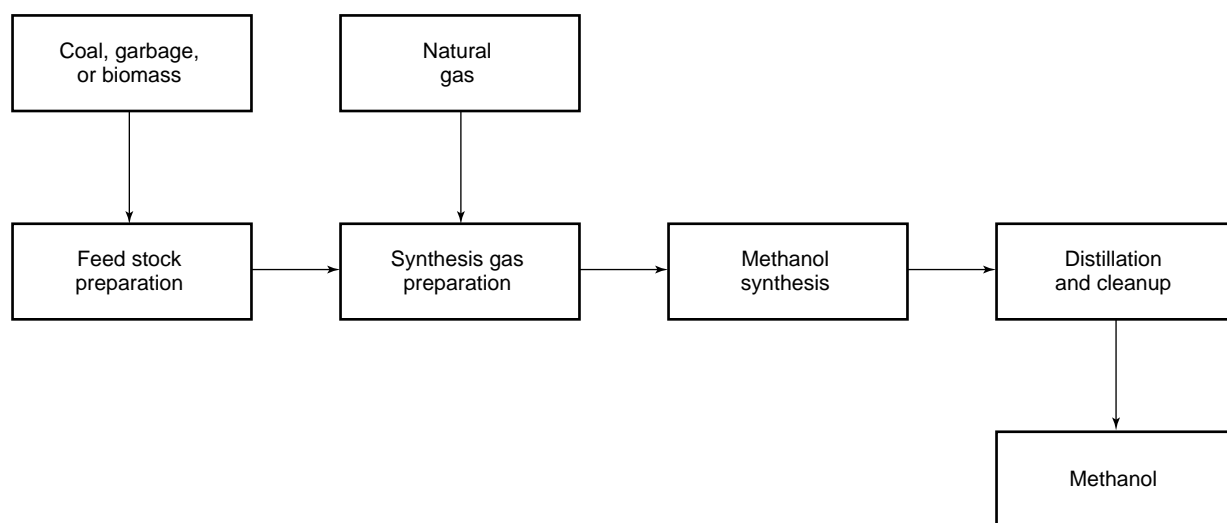 Coal, garbage,
or biomass
Natural
gas
Feed stock
preparation
Synthesis gas
preparation
Methanol
synthesis
Distillation
and cleanup
Methanol